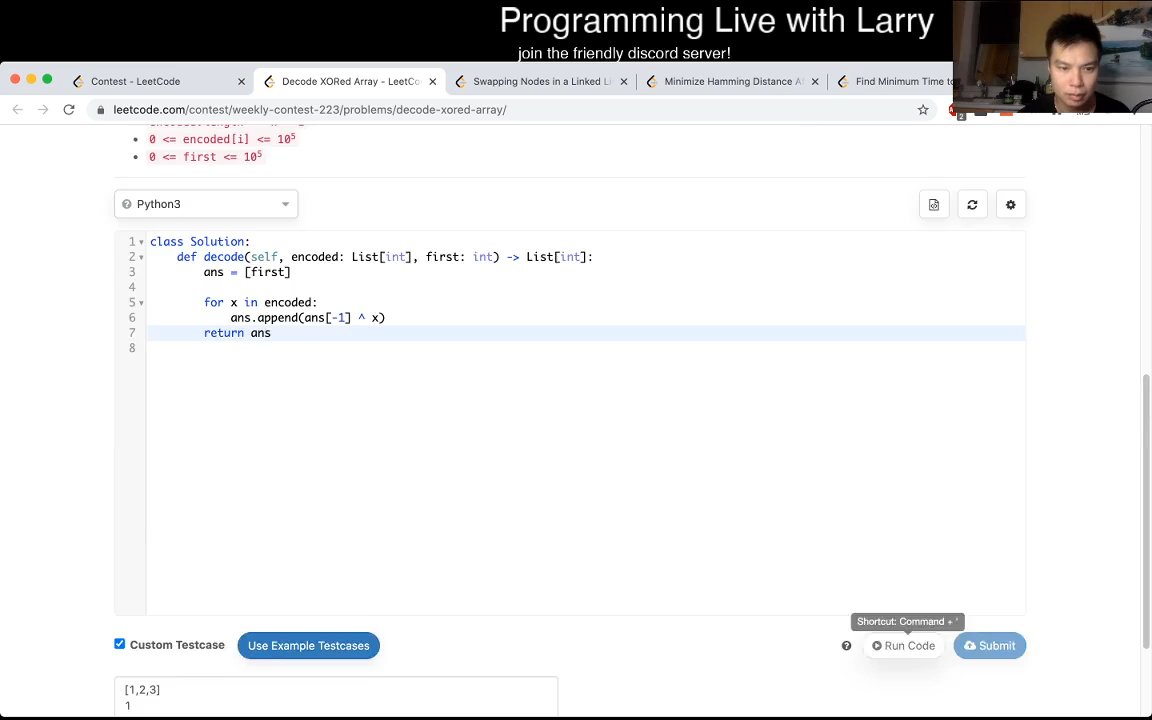 Programming Live with Larry
join the friendly discord server!
Contest - LeetCode
Decode XORed Array - LeetCo
Swapping Nodes in a Linked Li
Minimize Hamming Distance A
Find Minimum Time to
leetcode.com/contest/weekly-contest-223/problems/decode-xored-array/
2
0 <= encoded[i] <= 10⁵
0 <= first <= 10⁵
Python3
1 class Solution:
2 def decode(self, encoded: List[int], first: int) -> List[int]:
3 ans = [first]
4
5 for x in encoded:
6 ans.append(ans[-1] ^ x)
7 return ans
8
Shortcut: Command + '
Custom Testcase
Use Example Testcases
Run Code
Submit
[1,2,3]
1